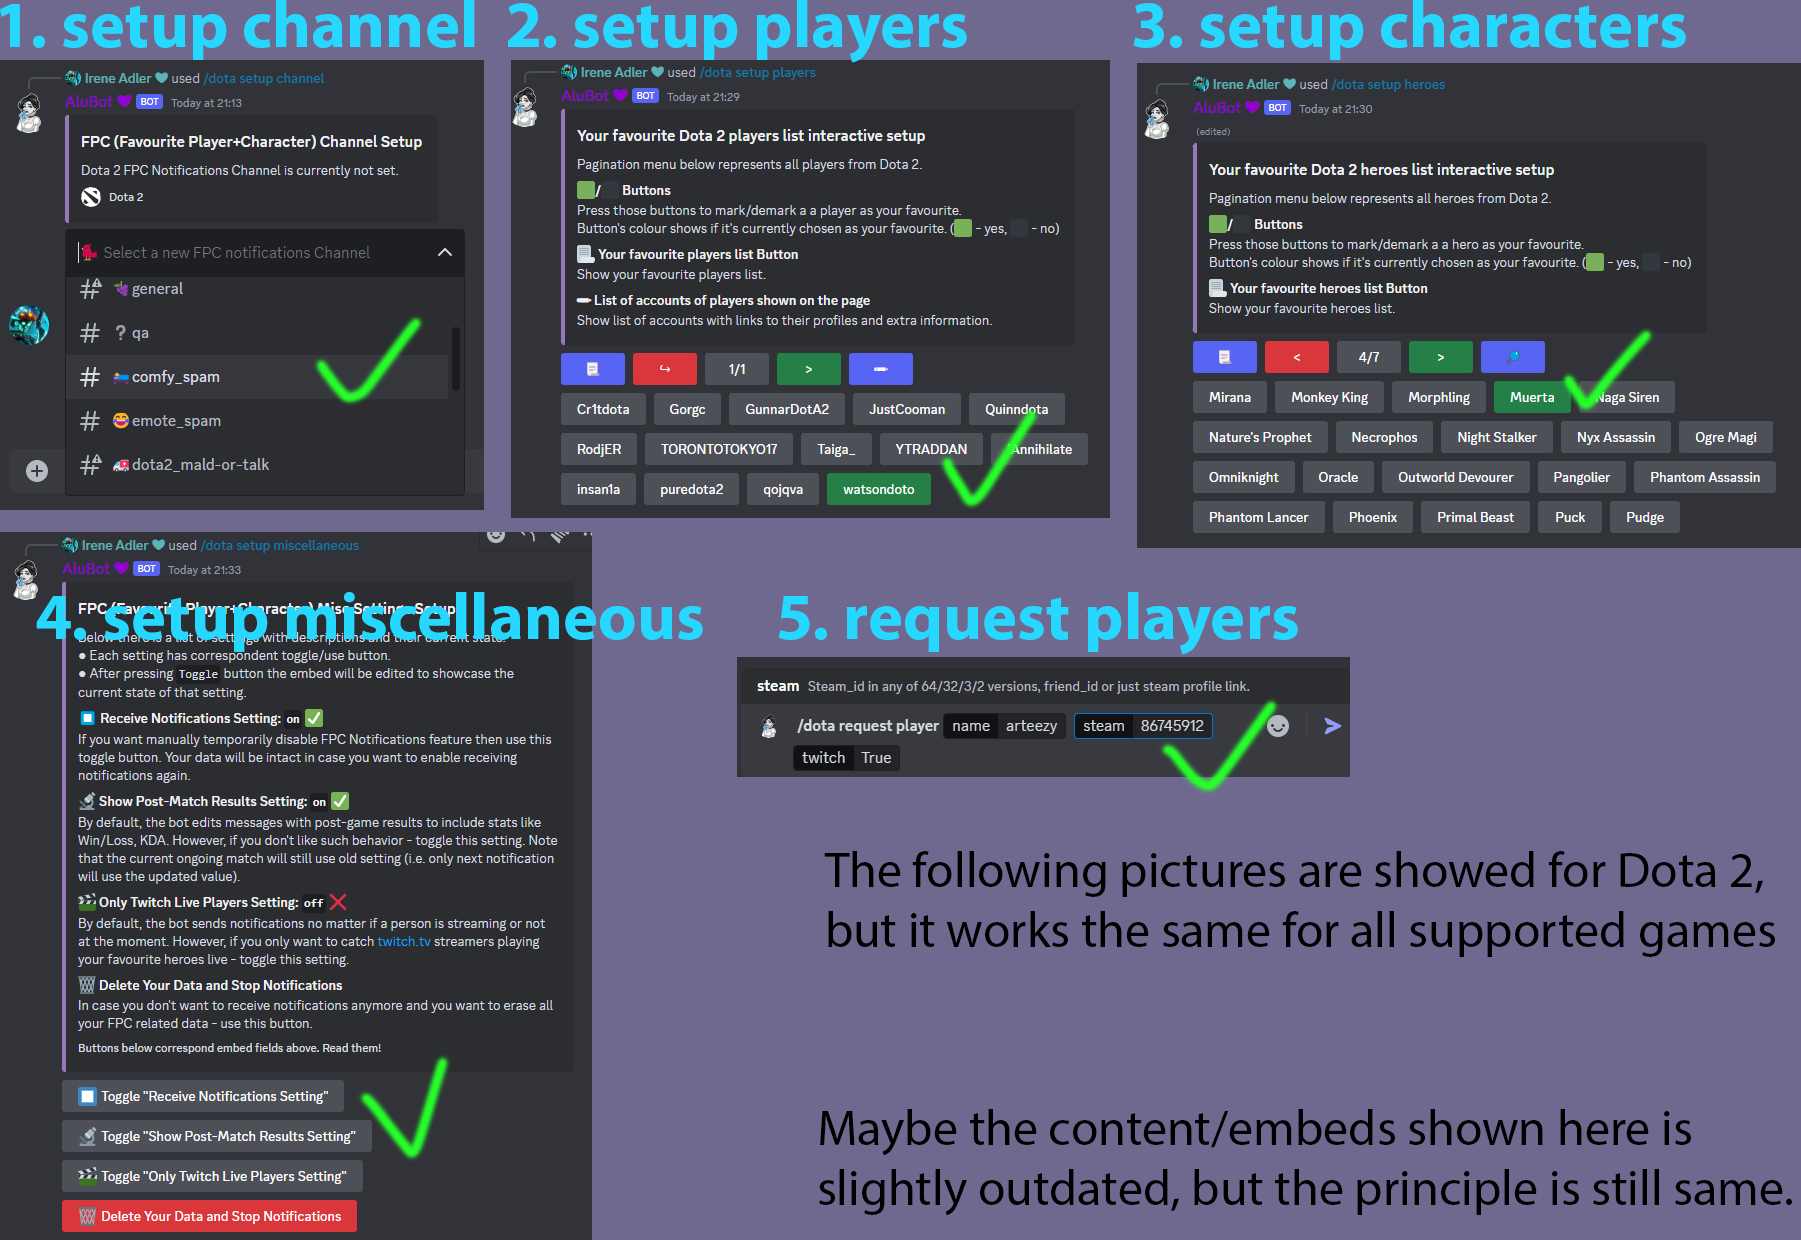 1. setup channel
Irene Adler used /dota setup channel
AluBot BOT Today at 21:13
FPC (Favourite Player+Character) Channel Setup
Dota 2 FPC Notifications Channel is currently not set.
Dota 2
Select a new FPC notifications Channel
general
qa
comfy_spam
emote_spam
dota2_mald-or-talk
2. setup players
Irene Adler used /dota setup players
AluBot BOT Today at 21:29
Your favourite Dota 2 players list interactive setup
Pagination menu below represents all players from Dota 2.
/ Buttons
Press those buttons to mark/demark a a player as your favourite.
Button's colour shows if it's currently chosen as your favourite. ( - yes, - no)
Your favourite players list Button
Show your favourite players list.
List of accounts of players shown on the page
Show list of accounts with links to their profiles and extra information.
1/1 >
Cr1tdota Gorgc GunnarDotA2 JustCooman Quinndota
RodjER TORONTOTOKYO17 Taiga_ YTRADDAN Annihilate
insan1a puredota2 qojqva watsondoto
3. setup characters
Irene Adler used /dota setup heroes
AluBot BOT Today at 21:30
(edited)
Your favourite Dota 2 heroes list interactive setup
Pagination menu below represents all heroes from Dota 2.
/ Buttons
Press those buttons to mark/demark a a hero as your favourite.
Button's colour shows if it's currently chosen as your favourite. ( - yes, - no)
Your favourite heroes list Button
Show your favourite heroes list.
< 4/7 >
Mirana Monkey King Morphling Muerta Naga Siren
Nature's Prophet Necrophos Night Stalker Nyx Assassin Ogre Magi
Omniknight Oracle Outworld Devourer Pangolier Phantom Assassin
Phantom Lancer Phoenix Primal Beast Puck Pudge
4. setup miscellaneous
Irene Adler used /dota setup miscellaneous
AluBot BOT Today at 21:33
FPC (Favourite Player+Character) Misc Settings Setup
Below there is a list of settings with descriptions and their current state.
● Each setting has correspondent toggle/use button.
● After pressing Toggle button the embed will be edited to showcase the
current state of that setting.
Receive Notifications Setting: on
If you want manually temporarily disable FPC Notifications feature then use this
toggle button. Your data will be intact in case you want to enable receiving
notifications again.
Show Post-Match Results Setting: on
By default, the bot edits messages with post-game results to include stats like
Win/Loss, KDA. However, if you don't like such behavior - toggle this setting. Note
that the current ongoing match will still use old setting (i.e. only next notification
will use the updated value).
Only Twitch Live Players Setting: off
By default, the bot sends notifications no matter if a person is streaming or not
at the moment. However, if you only want to catch twitch.tv streamers playing
your favourite heroes live - toggle this setting.
Delete Your Data and Stop Notifications
In case you don't want to receive notifications anymore and you want to erase all
your FPC related data - use this button.
Buttons below correspond embed fields above. Read them!
Toggle "Receive Notifications Setting"
Toggle "Show Post-Match Results Setting"
Toggle "Only Twitch Live Players Setting"
Delete Your Data and Stop Notifications
5. request players
steam Steam_id in any of 64/32/3/2 versions, friend_id or just steam profile link.
/dota request player name arteezy steam 86745912
twitch True
The following pictures are showed for Dota 2,
but it works the same for all supported games
Maybe the content/embeds shown here is
slightly outdated, but the principle is still same.